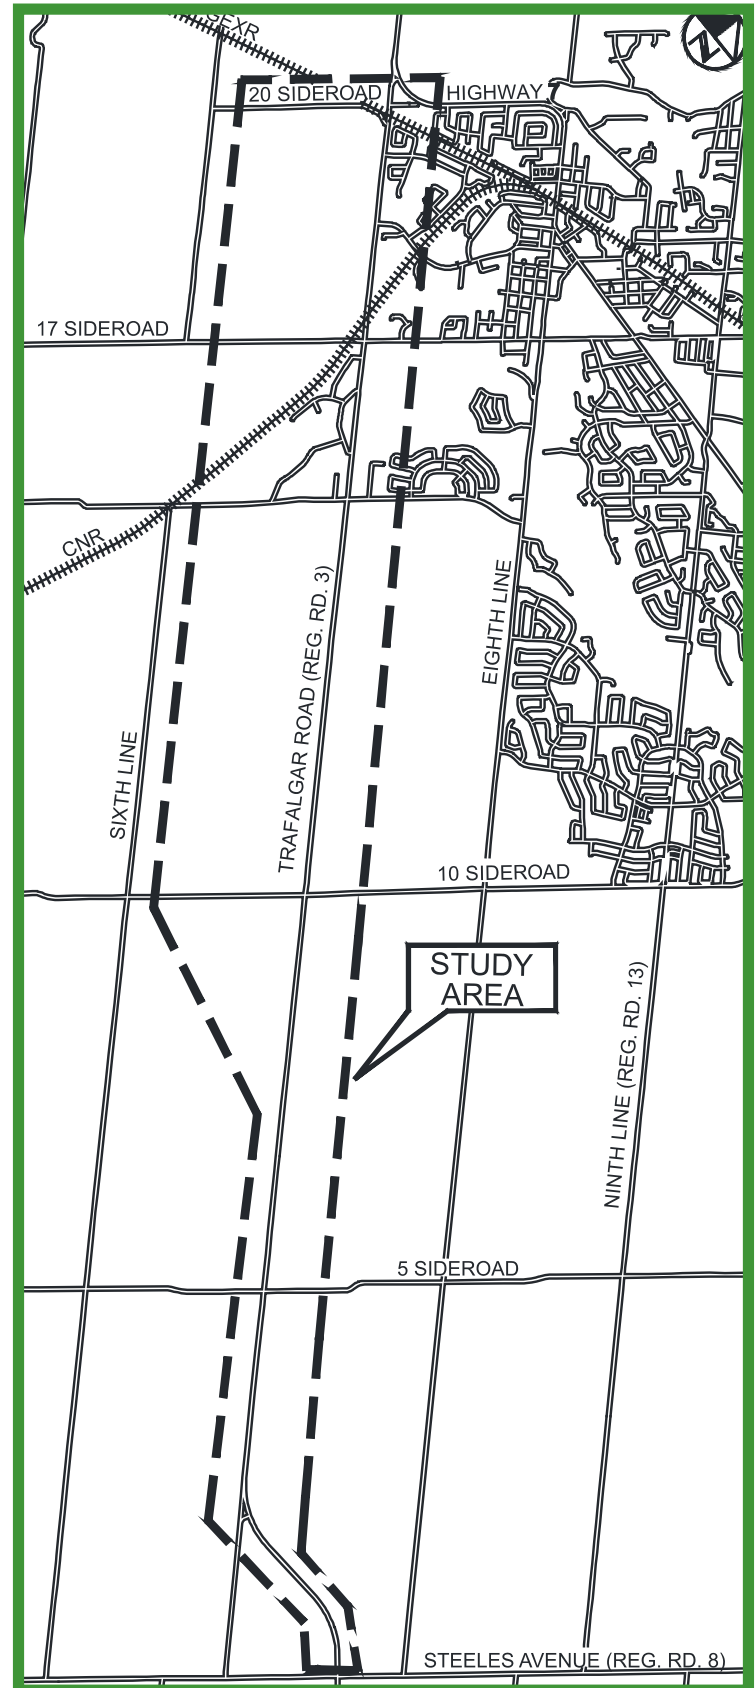 GEXR
N
20 SIDEROAD
HIGHWAY
17 SIDEROAD
CNR
TRAFALGAR ROAD (REG. RD. 3)
EIGHTH LINE
SIXTH LINE
10 SIDEROAD
STUDY
AREA
NINTH LINE (REG. RD. 13)
5 SIDEROAD
STEELES AVENUE (REG. RD. 8)